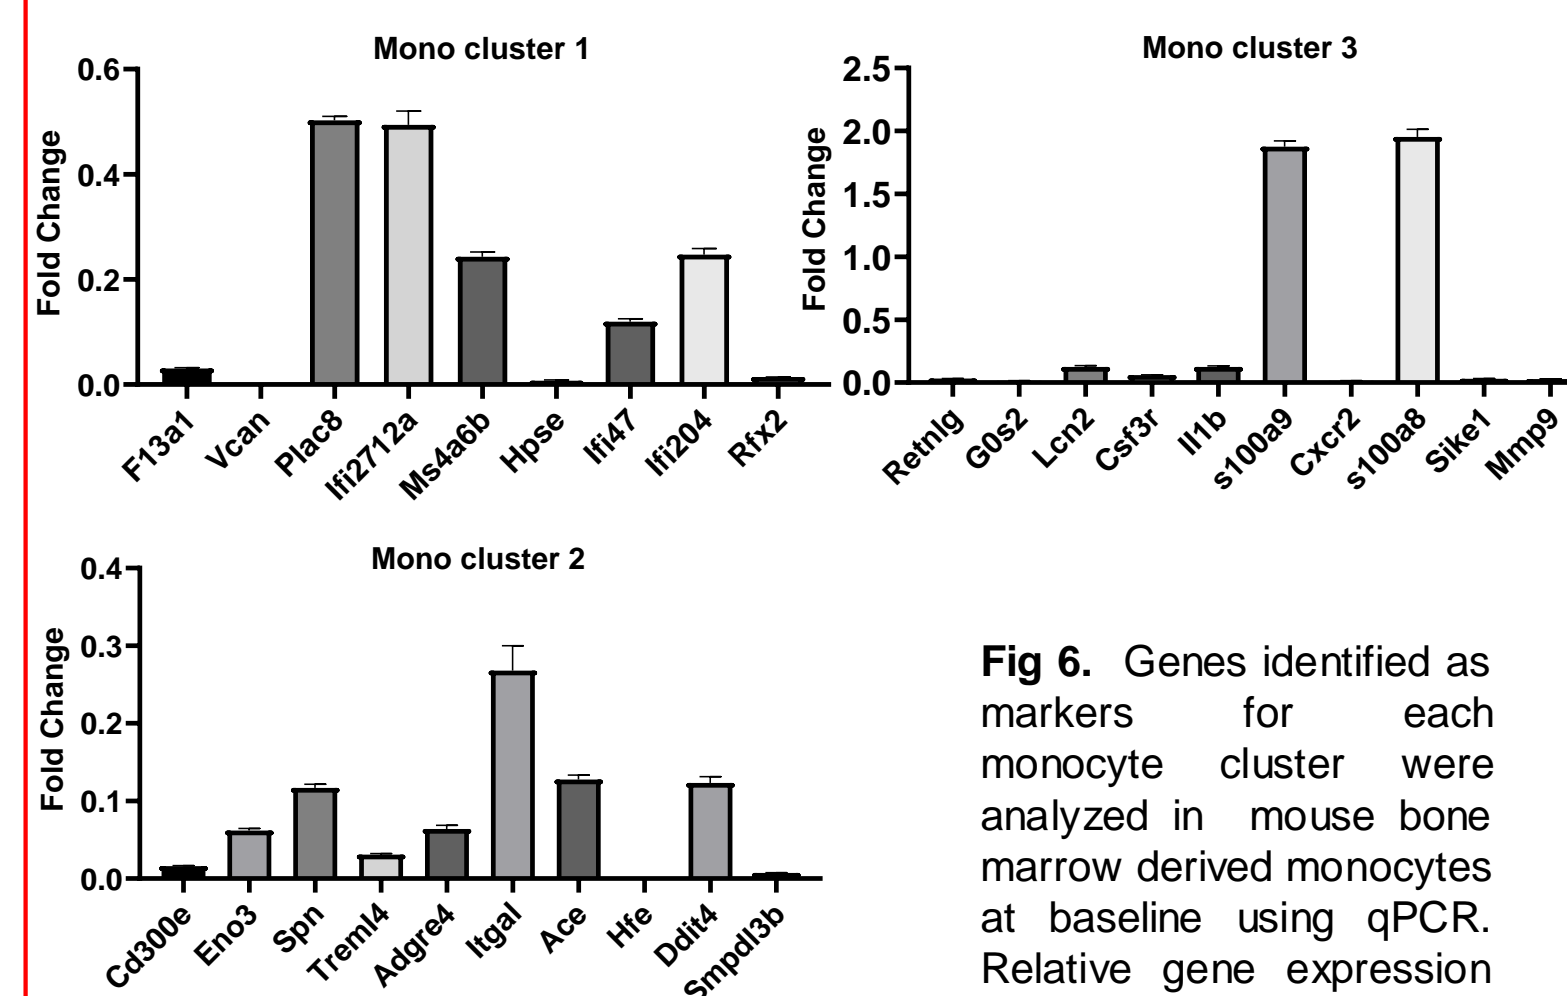 Mono cluster 1
0.6
0.4
0.2
0.0
Fold Change
F13a1
Vcan
Plac8
Ifi2712a
Ms4a6b
Hpse
Ifi47
Ifi204
Rfx2
Mono cluster 3
2.5
2.0
1.5
1.0
0.5
0.0
Fold Change
Retnlg
G0s2
Lcn2
Csf3r
Il1b
s100a9
Cxcr2
s100a8
Sike1
Mmp9
Mono cluster 2
0.4
0.3
0.2
0.1
0.0
Fold Change
Cd300e
Eno3
Spn
Treml4
Adgre4
Itgal
Ace
Hfe
Ddit4
Smpdl3b
Fig 6. Genes identified as
markers for each
monocyte cluster were
analyzed in mouse bone
marrow derived monocytes
at baseline using qPCR.
Relative gene expression